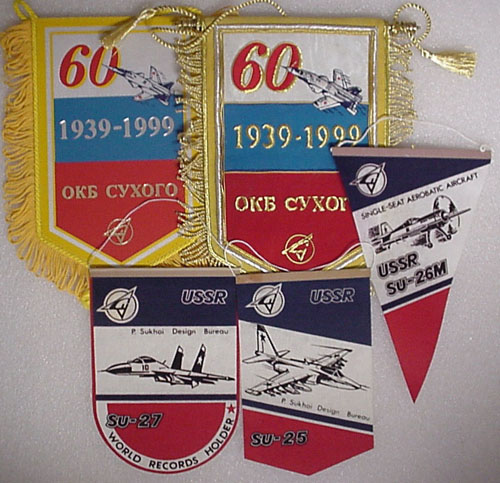 60
1939-1999
ОКБ СУХОГО
60
1939-1999
ОКБ СУХОГО
SINGLE-SEAT AEROBATIC AIRCRAFT
USSR
SU-26M
USSR
P. Sukhoi Design Bureau
10
SU-27
WORLD RECORDS HOLDER
USSR
P. Sukhoi Design Bureau
SU-25